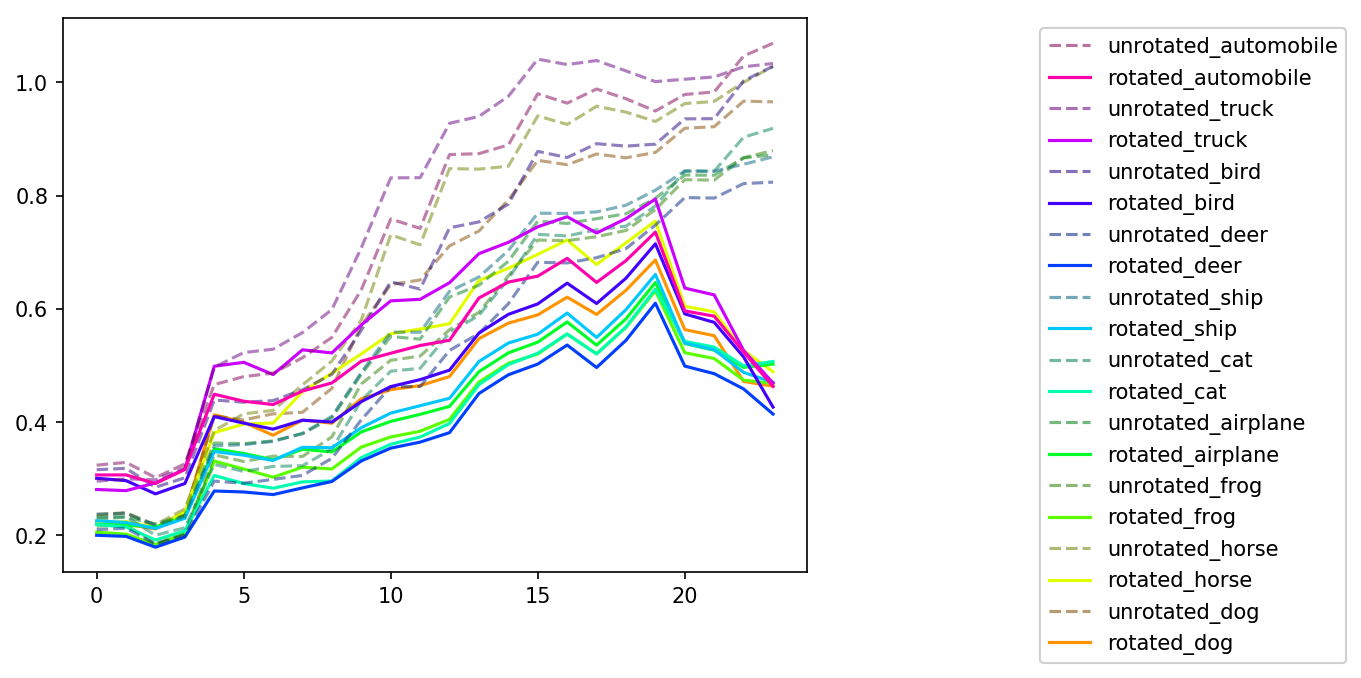 1.0
0.8
0.6
0.4
0.2
0 5 10 15 20
unrotated_automobile
rotated_automobile
unrotated_truck
rotated_truck
unrotated_bird
rotated_bird
unrotated_deer
rotated_deer
unrotated_ship
rotated_ship
unrotated_cat
rotated_cat
unrotated_airplane
rotated_airplane
unrotated_frog
rotated_frog
unrotated_horse
rotated_horse
unrotated_dog
rotated_dog